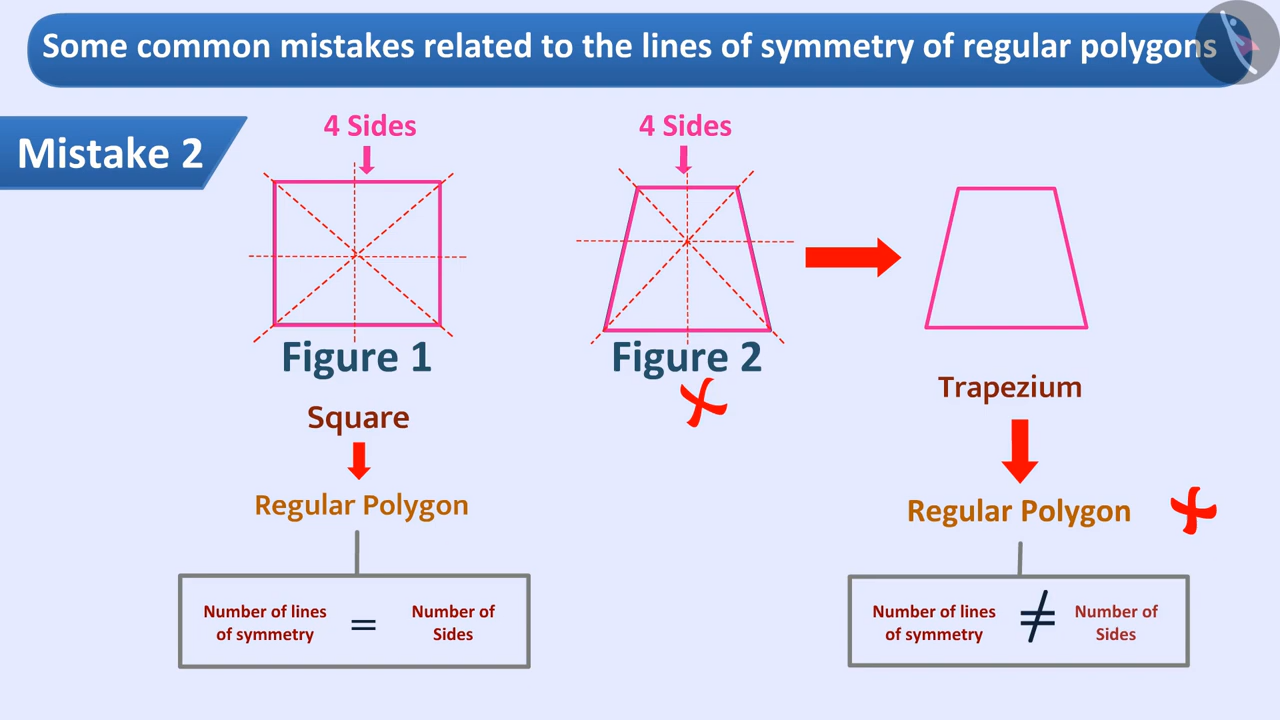 Some common mistakes related to the lines of symmetry of regular polygons
Mistake 2
4 Sides
4 Sides
Figure 1
Figure 2
Square
Trapezium
Regular Polygon
Regular Polygon
Number of lines
of symmetry
=
Number of
Sides
Number of lines
of symmetry
≠
Number of
Sides